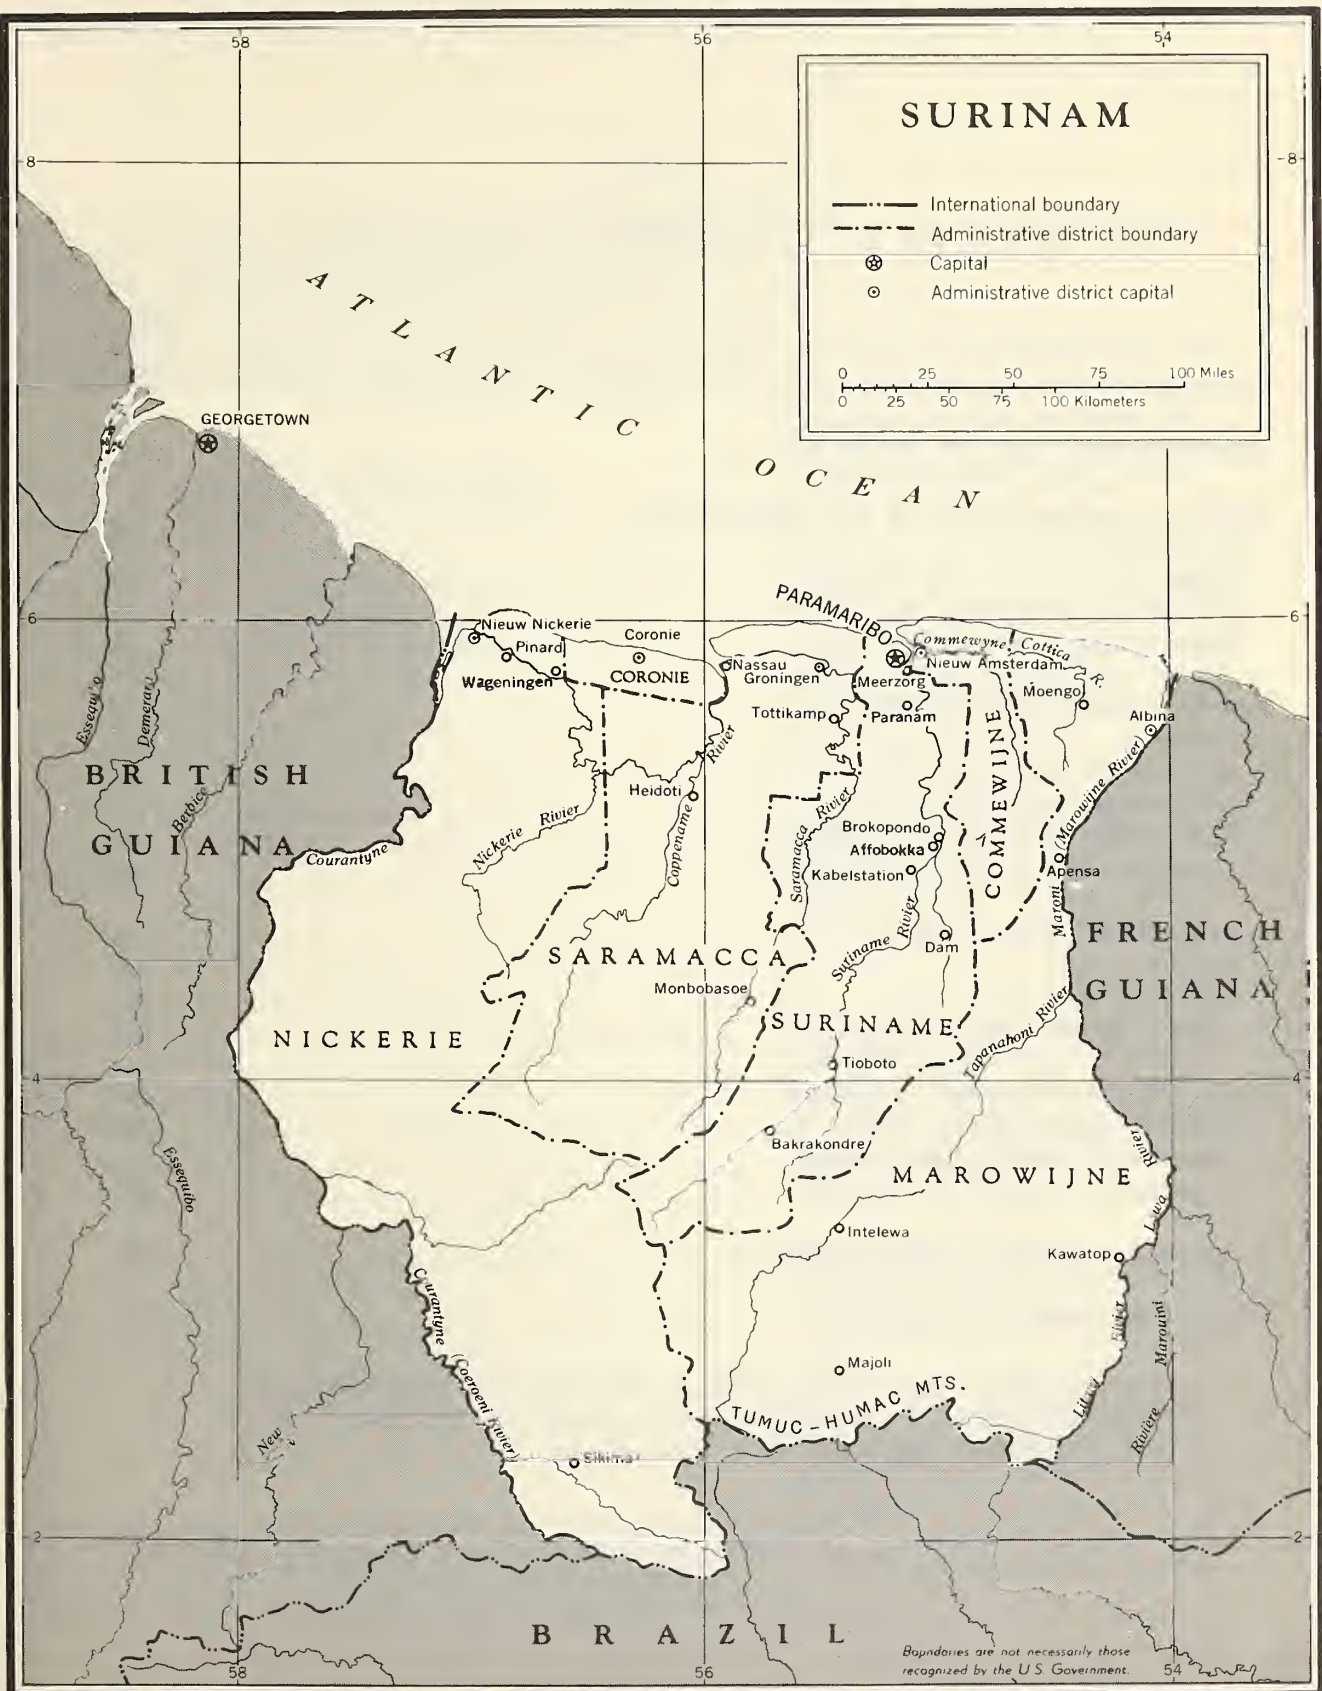 58
56
54
SURINAM
International boundary
Administrative district boundary
Capital
Administrative district capital
0 25 50 75 100 Miles
0 25 50 75 100 Kilometers
8
8
ATLANTIC
OCEAN
GEORGETOWN
6
6
PARAMARIBO
Nieuw Nickerie
Pinard
Wageningen
Coronie
CORONIE
Nassau
Groningen
Meerzorg
Commewyne
Cottica
R.
Nieuw Amsterdam
Moengo
Tottikamp
Paranam
Albina
Essequi'o
Demerara
Berbice
BRITISH
GUIANA
Courantyne
Nickerie Rivier
Heidoti
Coppename
Rivier
Saramacca Rivier
Brokopondo
Affobokka
Kabelstation
COMMEWIJNE
Apensa
Maroni (Marowijne Rivier)
FRENCH
GUIANA
SARAMACCA
Suriname Rivier
Dam
Monbobasoe
NICKERIE
SURINAME
Tapanahoni Rivier
Tioboto
4
4
Bakrakondre
MAROWIJNE
Rivier
Essequibo
Lawa
Intelewa
Kawatop
Courantyne
(Coeroeni Rivier)
Rivier
Marouini
Rivière
Majoli
TUMUC-HUMAC MTS.
New
Sikima
2
2
BRAZIL
Boundaries are not necessarily those
recognized by the U S. Government.
58
56
54